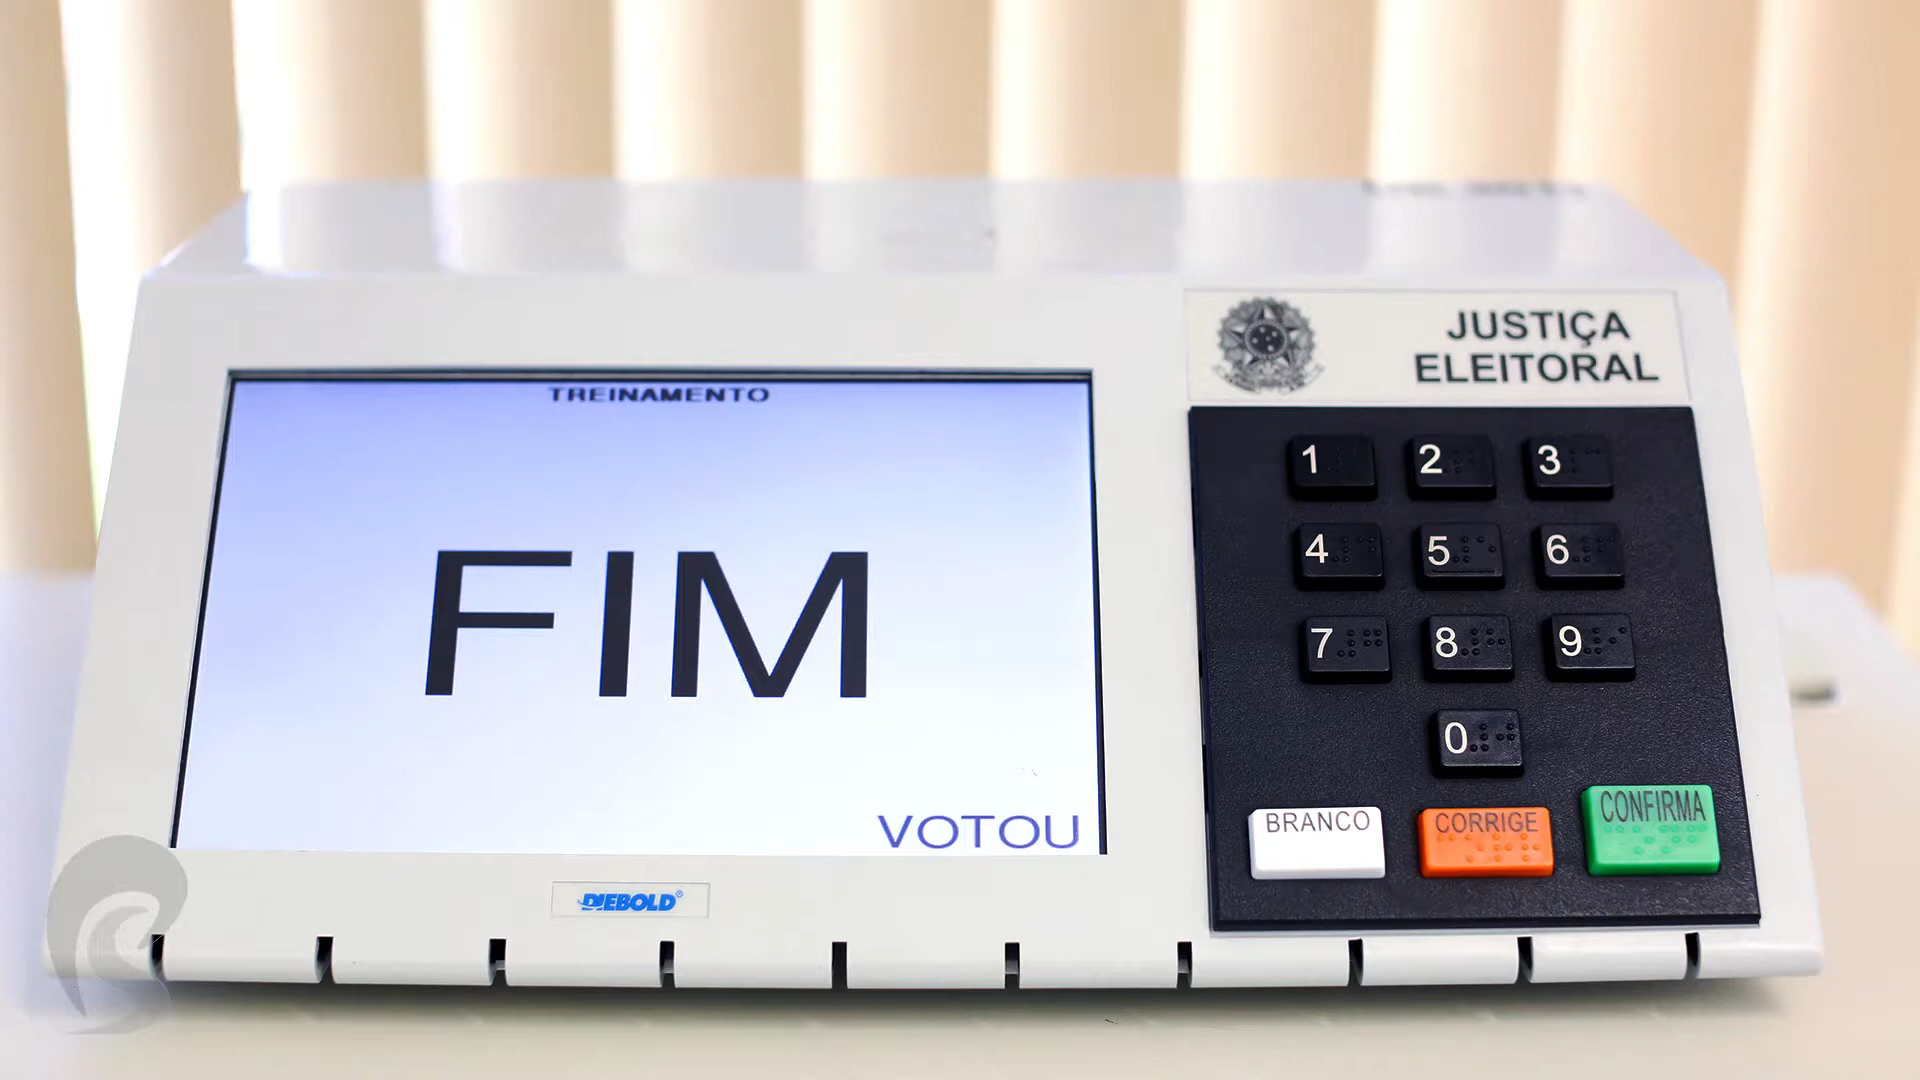 JUSTIÇA
ELEITORAL
TREINAMENTO
FIM
VOTOU
1 2 3
4 5 6
7 8 9
0
BRANCO CORRIGE CONFIRMA
DIEBOLD®